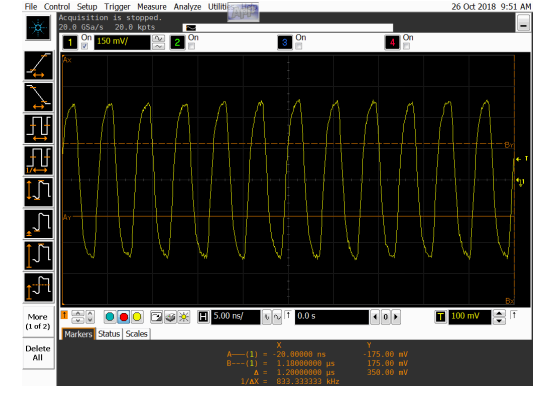 File Control Setup Trigger Measure Analyze Utiliti 26 Oct 2018 9:51 AM
Acquisition is stopped.
20.0 GSa/s 20.0 kpts
1 On 150 mV/ 2 On 3 On 4 On
Ax
By
T
Ay
Bx
More
(1 of 2)
Delete
All
H 5.00 ns/ 0.0 s 0 T 100 mV
Markers Status Scales
X Y
A——(1) = -20.00000 ns -175.00 mV
B---(1) = 1.18000000 µs 175.00 mV
Δ = 1.20000000 µs 350.00 mV
1/ΔX = 833.333333 kHz